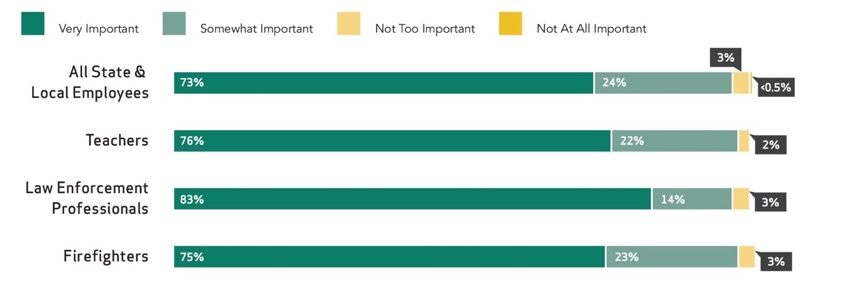 Very Important Somewhat Important Not Too Important Not At All Important
3%
All State &
Local Employees
73% 24% <0.5%
Teachers 76% 22% 2%
Law Enforcement
Professionals
83% 14% 3%
Firefighters 75% 23% 3%